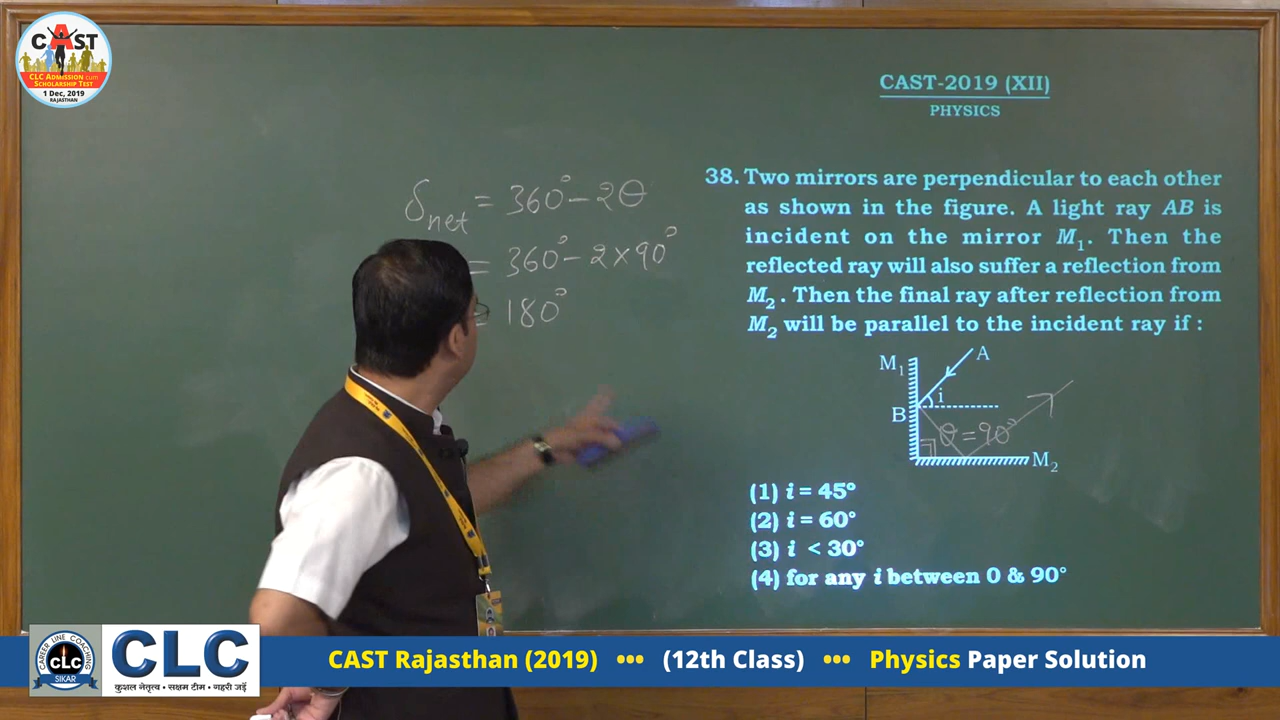 CAST
CLC ADMISSION cum
SCHOLARSHIP TEST
1 Dec, 2019
RAJASTHAN
CAST-2019 (XII)
PHYSICS
δnet = 360° − 2θ
= 360° − 2 × 90°
= 180°
38. Two mirrors are perpendicular to each other
as shown in the figure. A light ray AB is
incident on the mirror M₁. Then the
reflected ray will also suffer a reflection from
M₂. Then the final ray after reflection from
M₂ will be parallel to the incident ray if :
M₁
A
i
B
θ = 90°
M₂
(1) i = 45°
(2) i = 60°
(3) i < 30°
(4) for any i between 0 & 90°
CAREER LINE COACHING
CLC
SIKAR
CLC
कुशल नेतृत्व • सक्षम टीम • गहरी जड़ें
CAST Rajasthan (2019) ••• (12th Class) ••• Physics Paper Solution